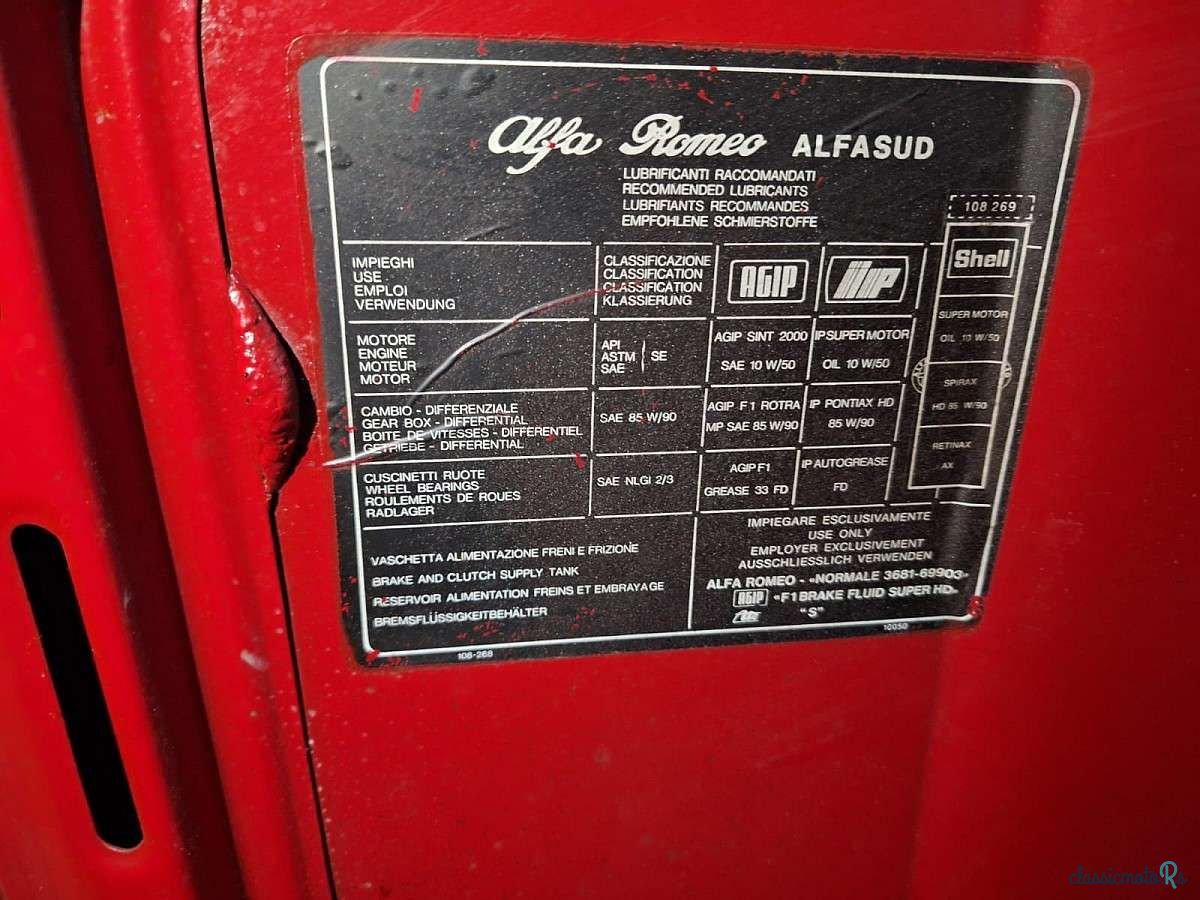 Alfa Romeo ALFASUD
LUBRIFICANTI RACCOMANDATI
RECOMMENDED LUBRICANTS
LUBRIFIANTS RECOMMANDES
EMPFOHLENE SCHMIERSTOFFE
108 269
IMPIEGHI
USE
EMPLOI
VERWENDUNG
CLASSIFICAZIONE
CLASSIFICATION
CLASSIFICATION
KLASSIERUNG
AGIP
IP
Shell
MOTORE
ENGINE
MOTEUR
MOTOR
API
ASTM
SAE
SE
AGIP SINT 2000
SAE 10 W/50
IP SUPER MOTOR
OIL 10 W/50
SUPER MOTOR
OIL 10 W/50
CAMBIO - DIFFERENZIALE
GEAR BOX - DIFFERENTIAL
BOITE DE VITESSES - DIFFERENTIEL
GETRIEBE - DIFFERENTIAL
SAE 85 W/90
AGIP F1 ROTRA
MP SAE 85 W/90
IP PONTIAX HD
85 W/90
SPIRAX
HD 85 W/90
CUSCINETTI RUOTE
WHEEL BEARINGS
ROULEMENTS DE ROUES
RADLAGER
SAE NLGI 2/3
AGIP F1
GREASE 33 FD
IP AUTOGREASE
FD
RETINAX
AX
VASCHETTA ALIMENTAZIONE FRENI E FRIZIONE
BRAKE AND CLUTCH SUPPLY TANK
RESERVOIR ALIMENTATION FREINS ET EMBRAYAGE
BREMSFLÜSSIGKEITBEHÄLTER
IMPIEGARE ESCLUSIVAMENTE
USE ONLY
EMPLOYER EXCLUSIVEMENT
AUSSCHLIESSLICH VERWENDEN
ALFA ROMEO - «NORMALE 3681-69903»
AGIP «F1 BRAKE FLUID SUPER HD»
"S"
108-268
10050
classicmotoRs